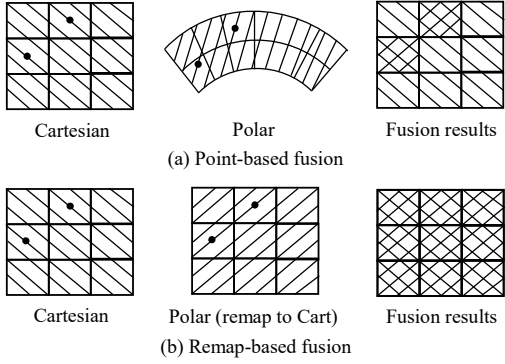 Cartesian
Polar
Fusion results
(a) Point-based fusion
Cartesian
Polar (remap to Cart)
Fusion results
(b) Remap-based fusion